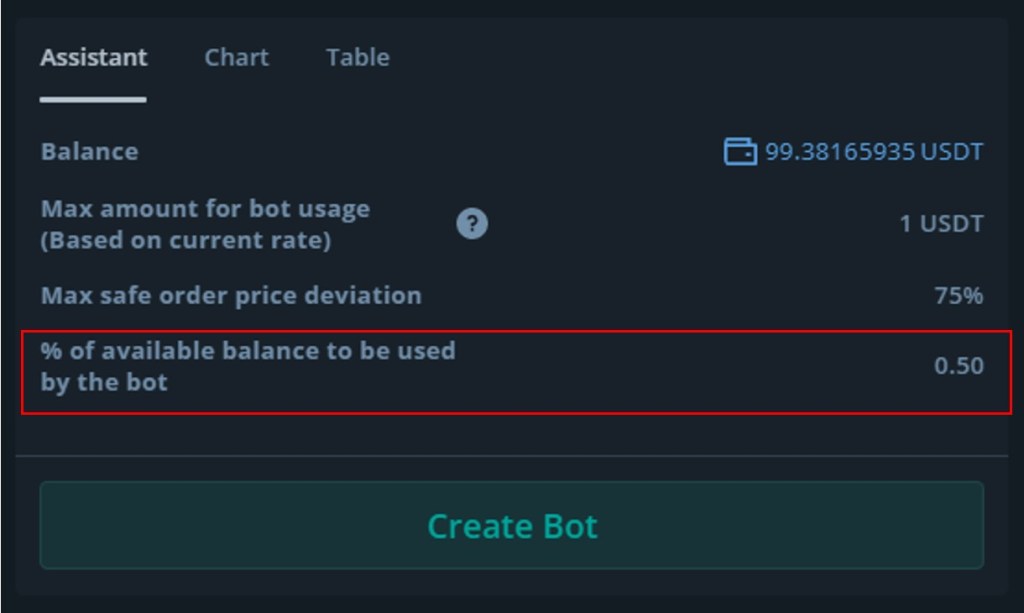 Assistant Chart Table
Balance 99.38165935 USDT
Max amount for bot usage
(Based on current rate) ? 1 USDT
Max safe order price deviation 75%
% of available balance to be used
by the bot 0.50
Create Bot